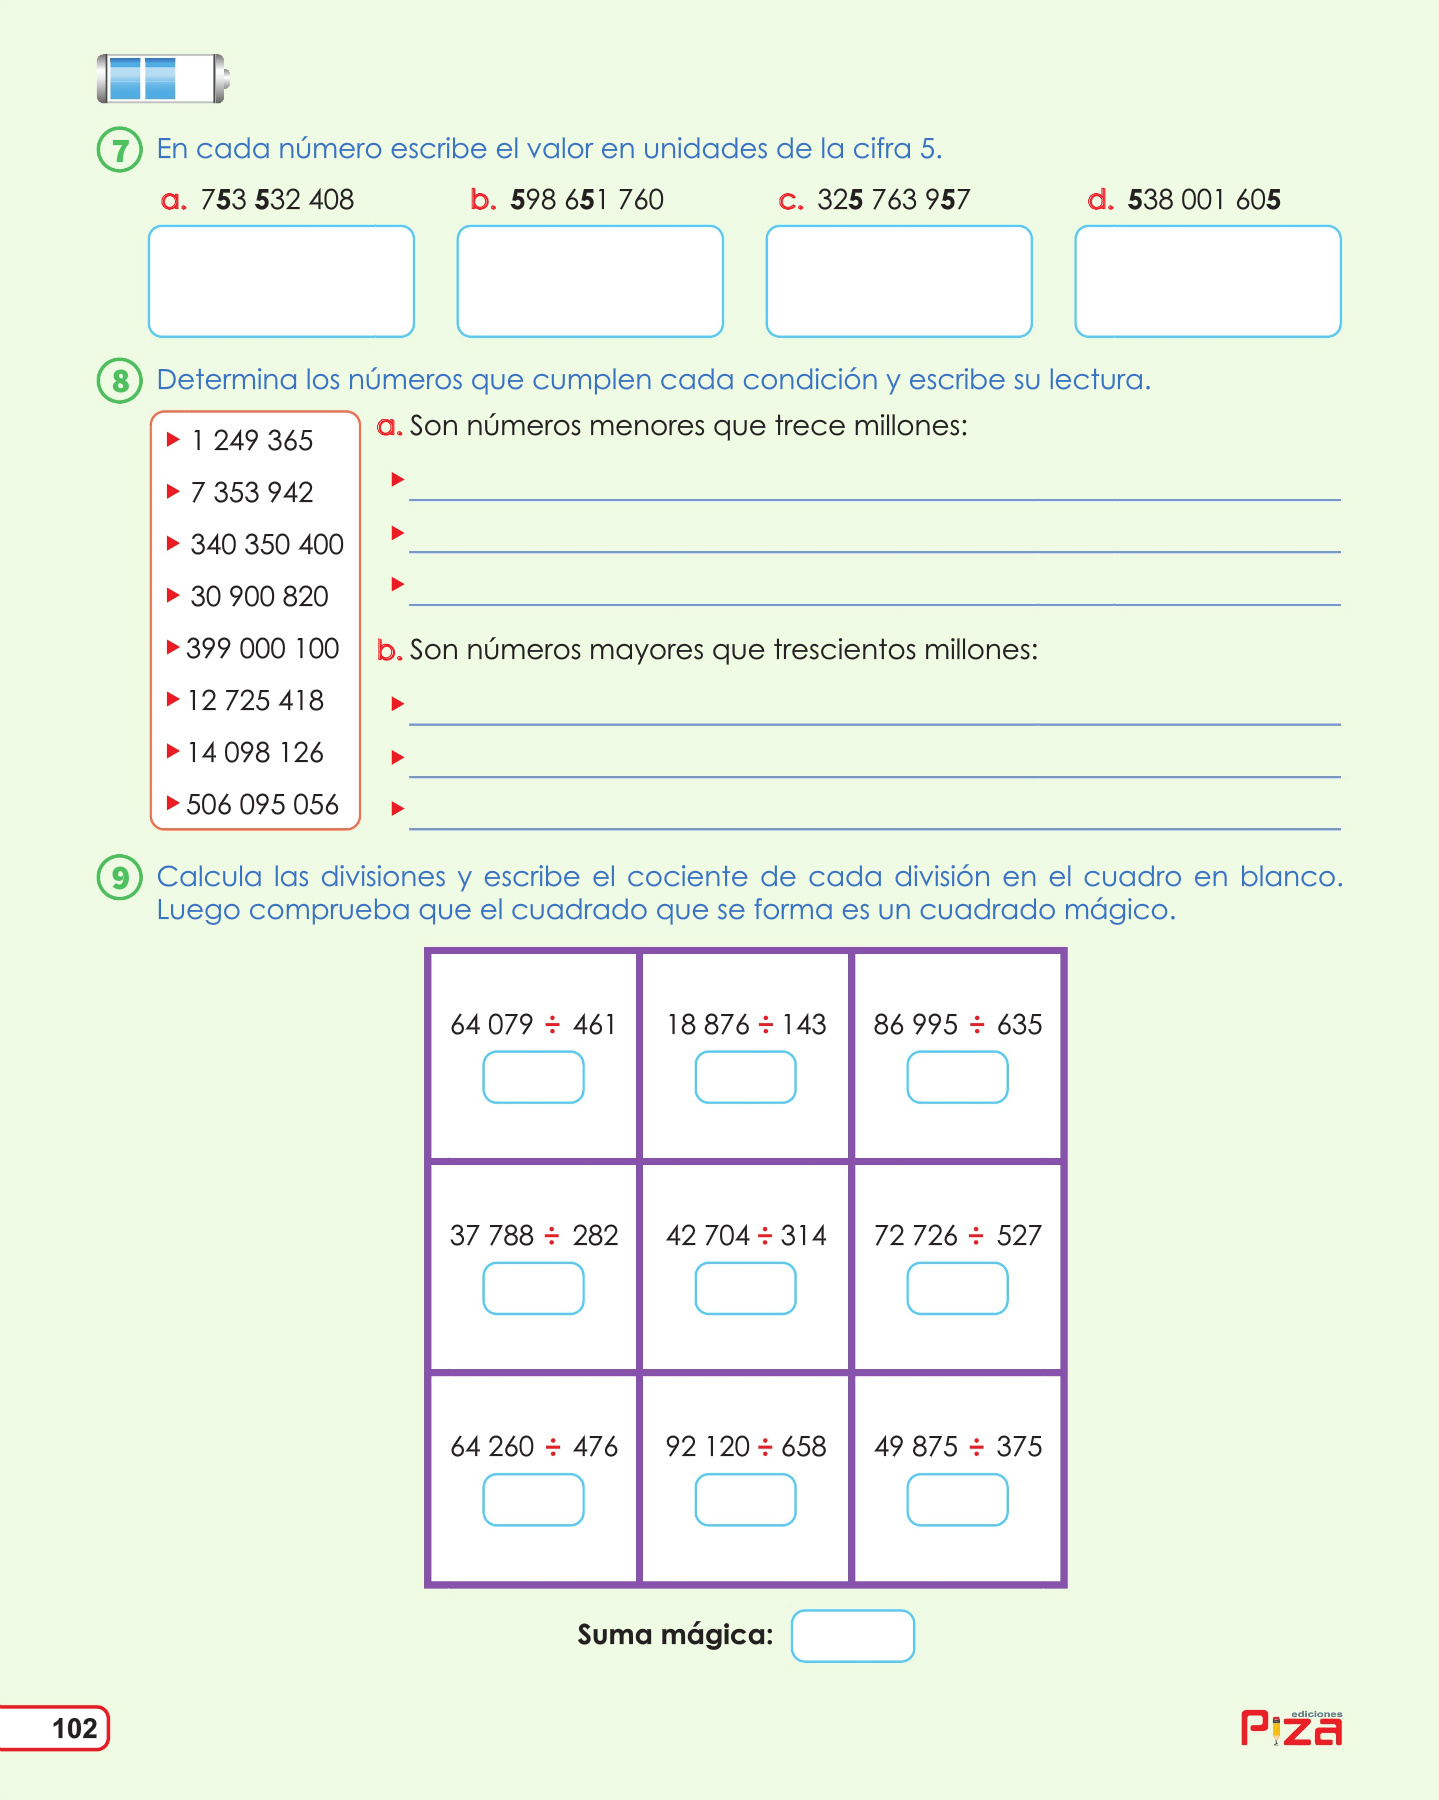 7 En cada número escribe el valor en unidades de la cifra 5.
a. 753 532 408 b. 598 651 760 c. 325 763 957 d. 538 001 605
8 Determina los números que cumplen cada condición y escribe su lectura.
1 249 365
7 353 942
340 350 400
30 900 820
399 000 100
12 725 418
14 098 126
506 095 056
a. Son números menores que trece millones:
b. Son números mayores que trescientos millones:
9 Calcula las divisiones y escribe el cociente de cada división en el cuadro en blanco.
Luego comprueba que el cuadrado que se forma es un cuadrado mágico.
64 079 ÷ 461 18 876 ÷ 143 86 995 ÷ 635
37 788 ÷ 282 42 704 ÷ 314 72 726 ÷ 527
64 260 ÷ 476 92 120 ÷ 658 49 875 ÷ 375
Suma mágica:
102
ediciones
Piza